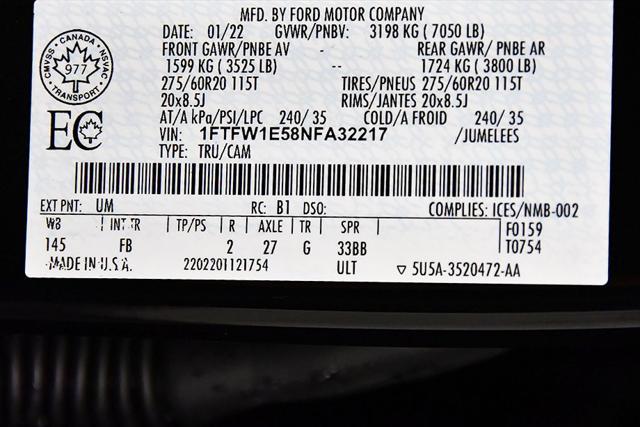 MFD. BY FORD MOTOR COMPANY
DATE: 01/22 GVWR/PNBV: 3198 KG ( 7050 LB)
FRONT GAWR/PNBE AV - REAR GAWR/ PNBE AR
1599 KG ( 3525 LB) -- 1724 KG ( 3800 LB)
275/60R20 115T TIRES/PNEUS 275/60R20 115T
20x8.5J RIMS/JANTES 20x8.5J
AT/A kPa/PSI/LPC 240/ 35 COLD/A FROID 240/ 35
VIN: 1FTFW1E58NFA32217 /JUMELEES
TYPE: TRU/CAM
CANADA
CMVSS NSVAC
977
TRANSPORT
EC
EXT PNT: UM RC: B1 DSO: COMPLIES: ICES/NMB-002
WB INT TR TP/PS R AXLE TR SPR F0159
145 FB 2 27 G 33BB T0754
MADE IN U.S.A. 2202201121754 ULT ▽ 5U5A-3520472-AA